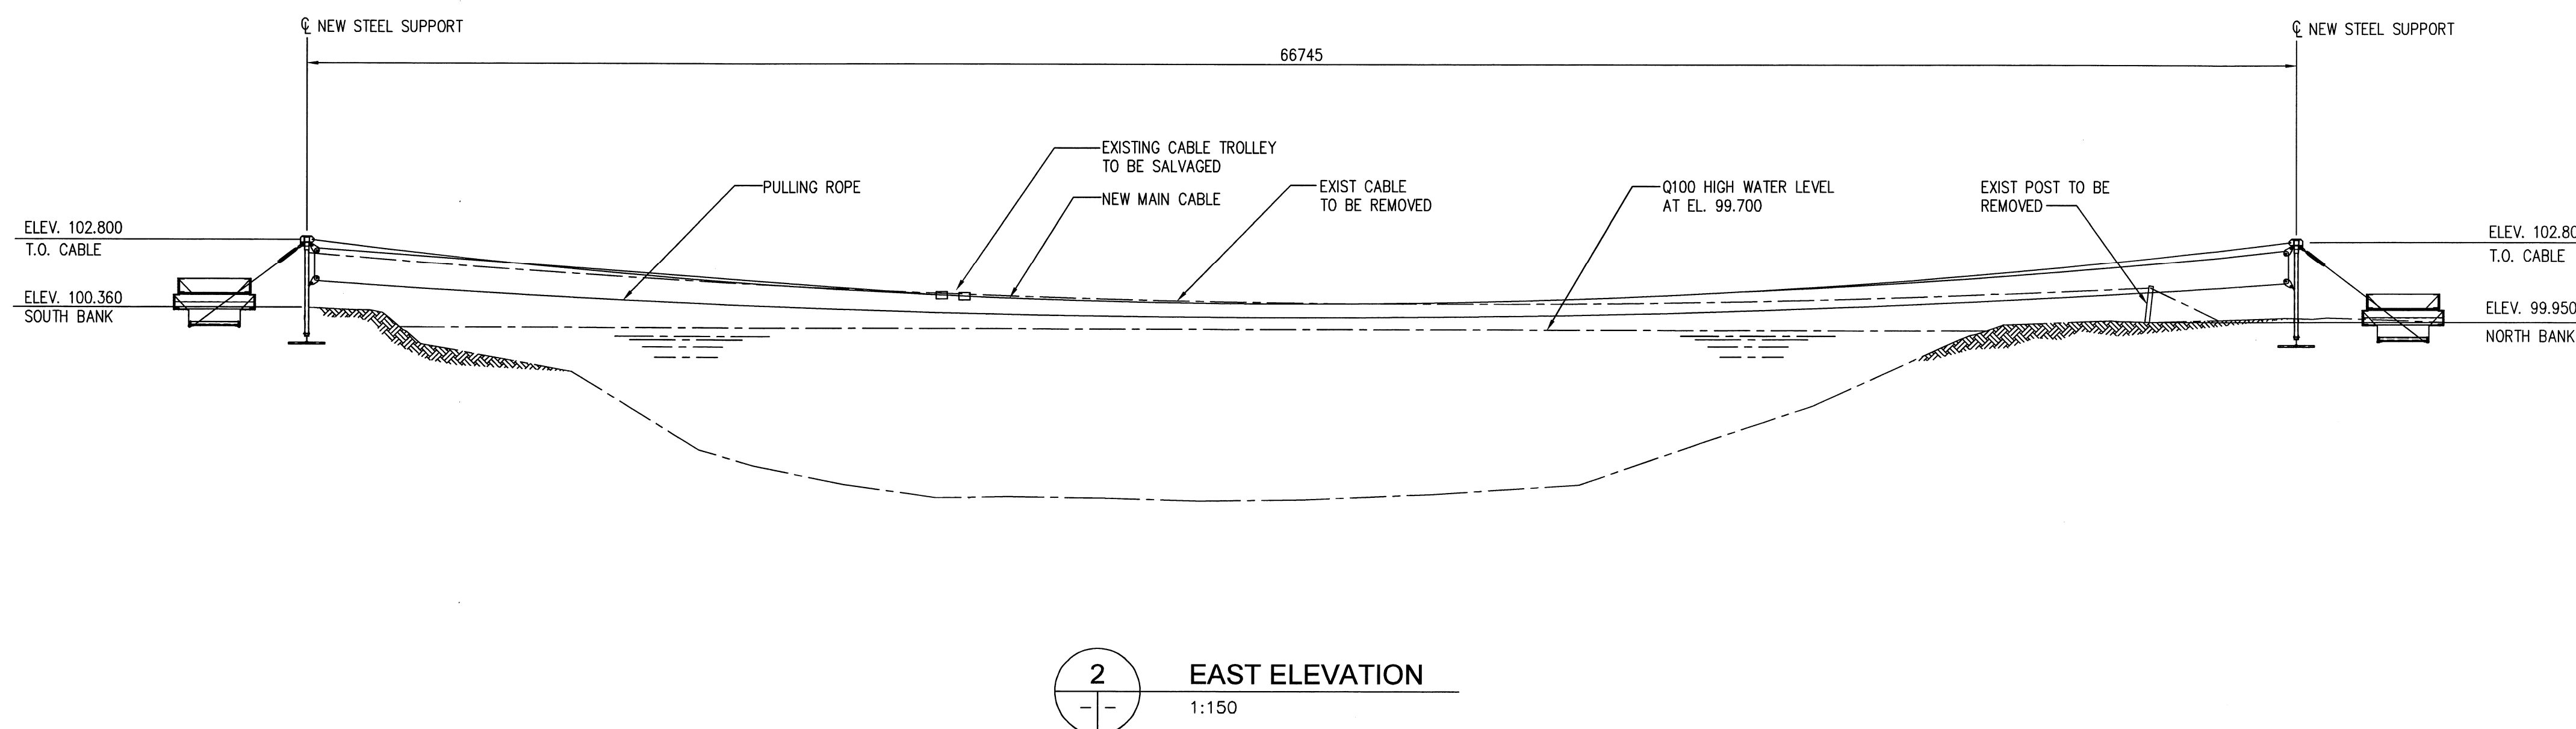 ℄ NEW STEEL SUPPORT
℄ NEW STEEL SUPPORT
66745
EXISTING CABLE TROLLEY
TO BE SALVAGED
PULLING ROPE
NEW MAIN CABLE
EXIST CABLE
TO BE REMOVED
Q100 HIGH WATER LEVEL
AT EL. 99.700
EXIST POST TO BE
REMOVED
ELEV. 102.800
T.O. CABLE
ELEV. 100.360
SOUTH BANK
ELEV. 102.80
T.O. CABLE
ELEV. 99.950
NORTH BANK
2
EAST ELEVATION
1:150